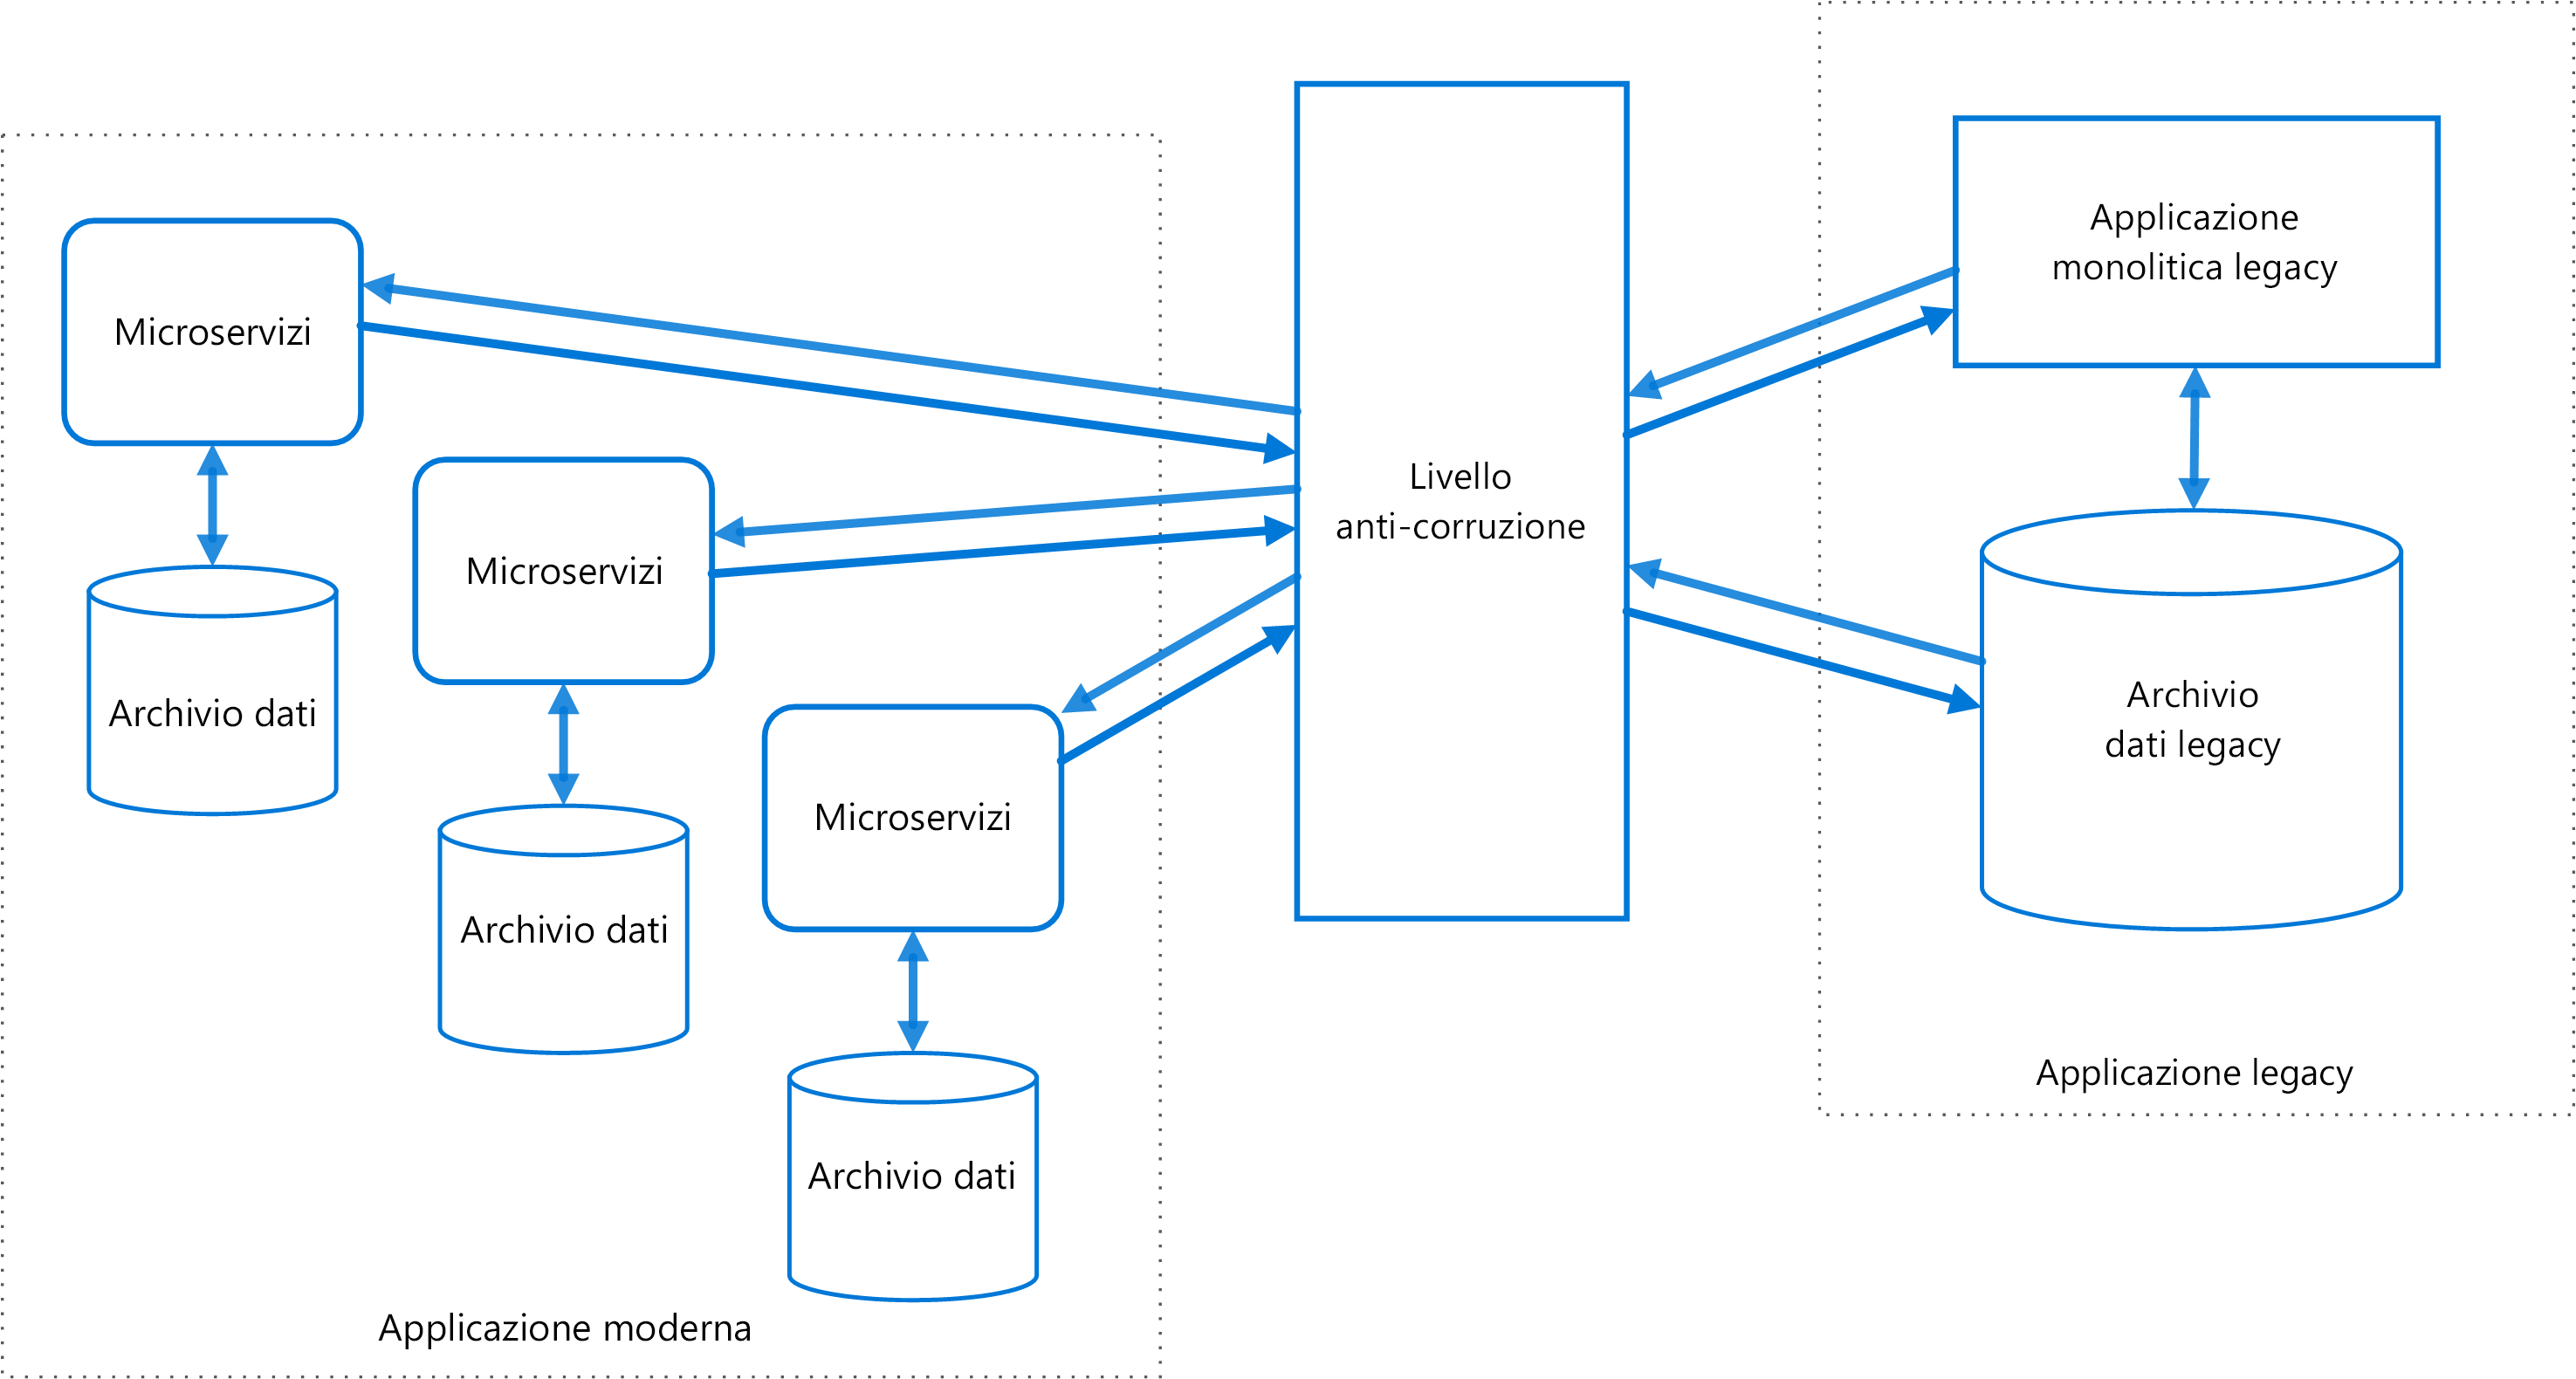 Microservizi
Archivio dati
Microservizi
Archivio dati
Microservizi
Archivio dati
Applicazione moderna
Livello
anti-corruzione
Applicazione
monolitica legacy
Archivio
dati legacy
Applicazione legacy